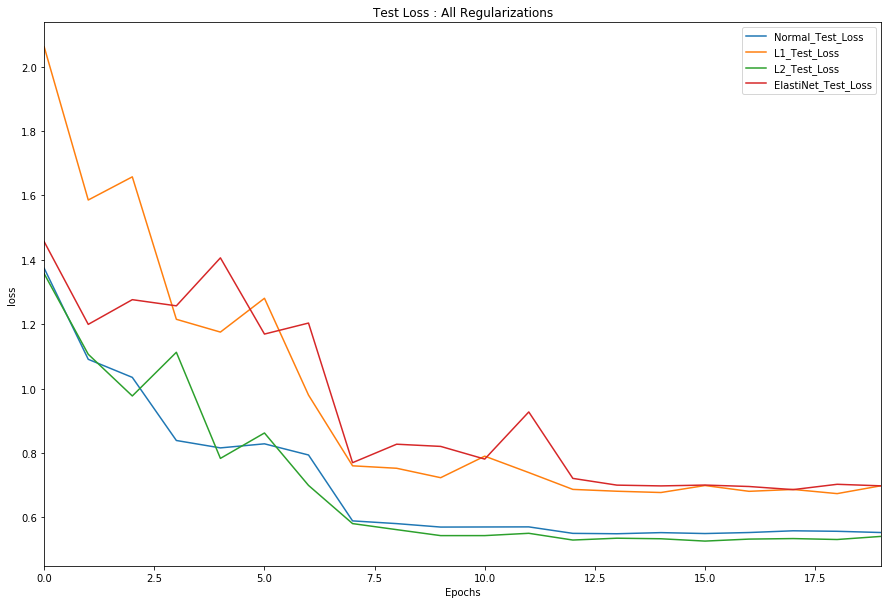 Test Loss : All Regularizations
Normal_Test_Loss
L1_Test_Loss
L2_Test_Loss
ElastiNet_Test_Loss
2.0
1.8
1.6
1.4
1.2
1.0
0.8
0.6
loss
0.0
2.5
5.0
7.5
10.0
12.5
15.0
17.5
Epochs